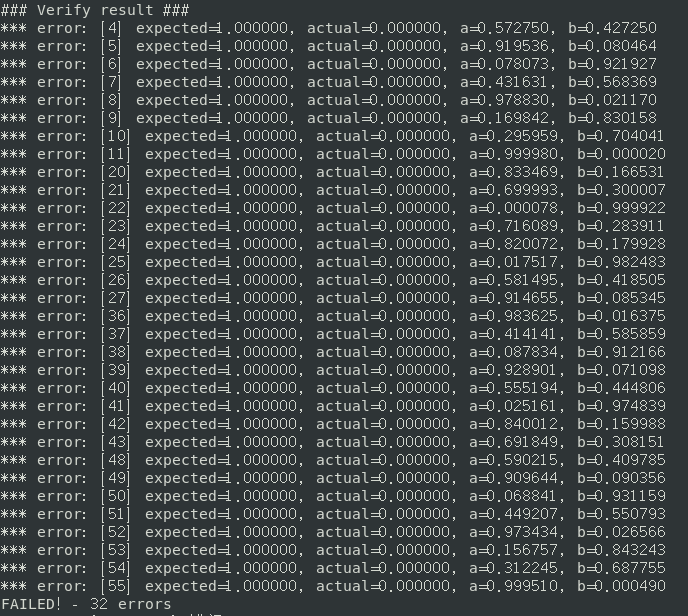 ### Verify result ###
*** error: [4] expected=1.000000, actual=0.000000, a=0.572750, b=0.427250
*** error: [5] expected=1.000000, actual=0.000000, a=0.919536, b=0.080464
*** error: [6] expected=1.000000, actual=0.000000, a=0.078073, b=0.921927
*** error: [7] expected=1.000000, actual=0.000000, a=0.431631, b=0.568369
*** error: [8] expected=1.000000, actual=0.000000, a=0.978830, b=0.021170
*** error: [9] expected=1.000000, actual=0.000000, a=0.169842, b=0.830158
*** error: [10] expected=1.000000, actual=0.000000, a=0.295959, b=0.704041
*** error: [11] expected=1.000000, actual=0.000000, a=0.999980, b=0.000020
*** error: [20] expected=1.000000, actual=0.000000, a=0.833469, b=0.166531
*** error: [21] expected=1.000000, actual=0.000000, a=0.699993, b=0.300007
*** error: [22] expected=1.000000, actual=0.000000, a=0.000078, b=0.999922
*** error: [23] expected=1.000000, actual=0.000000, a=0.716089, b=0.283911
*** error: [24] expected=1.000000, actual=0.000000, a=0.820072, b=0.179928
*** error: [25] expected=1.000000, actual=0.000000, a=0.017517, b=0.982483
*** error: [26] expected=1.000000, actual=0.000000, a=0.581495, b=0.418505
*** error: [27] expected=1.000000, actual=0.000000, a=0.914655, b=0.085345
*** error: [36] expected=1.000000, actual=0.000000, a=0.983625, b=0.016375
*** error: [37] expected=1.000000, actual=0.000000, a=0.414141, b=0.585859
*** error: [38] expected=1.000000, actual=0.000000, a=0.087834, b=0.912166
*** error: [39] expected=1.000000, actual=0.000000, a=0.928901, b=0.071098
*** error: [40] expected=1.000000, actual=0.000000, a=0.555194, b=0.444806
*** error: [41] expected=1.000000, actual=0.000000, a=0.025161, b=0.974839
*** error: [42] expected=1.000000, actual=0.000000, a=0.840012, b=0.159988
*** error: [43] expected=1.000000, actual=0.000000, a=0.691849, b=0.308151
*** error: [48] expected=1.000000, actual=0.000000, a=0.590215, b=0.409785
*** error: [49] expected=1.000000, actual=0.000000, a=0.909644, b=0.090356
*** error: [50] expected=1.000000, actual=0.000000, a=0.068841, b=0.931159
*** error: [51] expected=1.000000, actual=0.000000, a=0.449207, b=0.550793
*** error: [52] expected=1.000000, actual=0.000000, a=0.973434, b=0.026566
*** error: [53] expected=1.000000, actual=0.000000, a=0.156757, b=0.843243
*** error: [54] expected=1.000000, actual=0.000000, a=0.312245, b=0.687755
*** error: [55] expected=1.000000, actual=0.000000, a=0.999510, b=0.000490
FAILED! - 32 errors